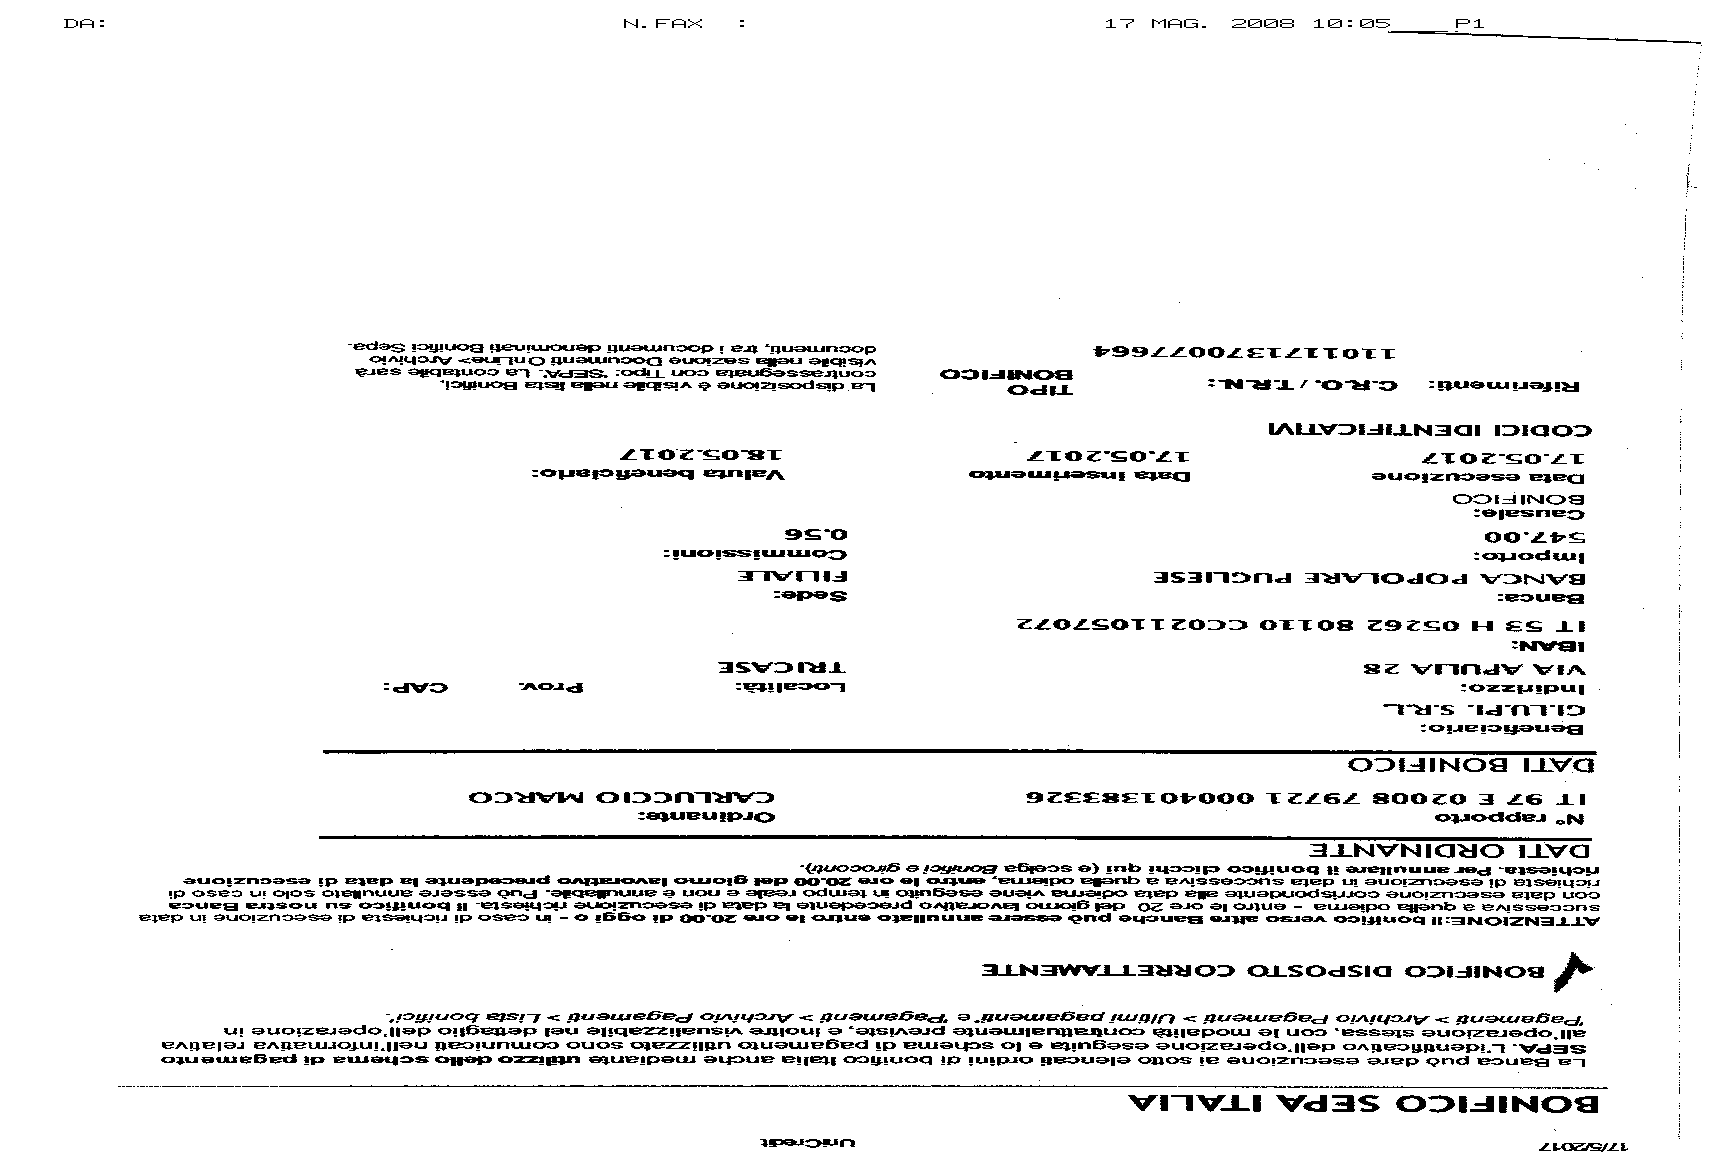 DA: N.FAX : 17 MAG. 2008 10:05 P1
17/5/2017 UniCredit
BONIFICO SEPA ITALIA
La Banca può dare esecuzione ai sotto elencati ordini di bonifico Italia anche mediante utilizzo dello schema di pagamento
SEPA. L'identificativo dell'operazione eseguita e lo schema di pagamento utilizzato sono comunicati nell'informativa relativa
all'operazione stessa, con le modalità contrattualmente previste, e inoltre visualizzabile nel dettaglio dell'operazione in
"Pagamenti > Archivio Pagamenti > Ultimi pagamenti" e "Pagamenti > Archivio Pagamenti > Lista bonifici".
BONIFICO DISPOSTO CORRETTAMENTE
ATTENZIONE:Il bonifico verso altre Banche può essere annullato entro le ore 20.00 di oggi o - in caso di richiesta di esecuzione in data
successiva a quella odierna - entro le ore 20 del giorno lavorativo precedente la data di esecuzione richiesta. Il bonifico su nostra Banca
con data esecuzione corrispondente alla data odierna viene eseguito in tempo reale e non è annullabile. Può essere annullato solo in caso di
richiesta di esecuzione in data successiva a quella odierna, entro le ore 20.00 del giorno lavorativo precedente la data di esecuzione
richiesta. Per annullare il bonifico clicchi qui (e scelga Bonifici e giroconti).
DATI ORDINANTE
N° rapporto Ordinante:
IT 97 E 02008 79721 000401383326 CARLUCCIO MARCO
DATI BONIFICO
Beneficiario:
CI.LU.PI. S.R.L.
Indirizzo: Località: Prov. CAP:
VIA APULIA 28 TRICASE
IBAN:
IT 53 H 05262 80110 CC0211057072
Banca: Sede:
BANCA POPOLARE PUGLIESE FILIALE
Importo: Commissioni:
547.00 0.56
Causale:
BONIFICO
Data esecuzione Data inserimento Valuta beneficiario:
17.05.2017 17.05.2017 18.05.2017
CODICI IDENTIFICATIVI
Riferimenti: C.R.O. / T.R.N.: TIPO BONIFICO
1101171370077664
La disposizione è visibile nella lista Bonifici,
contrassegnata con Tipo: "SEPA". La contabile sarà
visibile nella sezione Documenti OnLine> Archivio
documenti, tra i documenti denominati Bonifici Sepa.